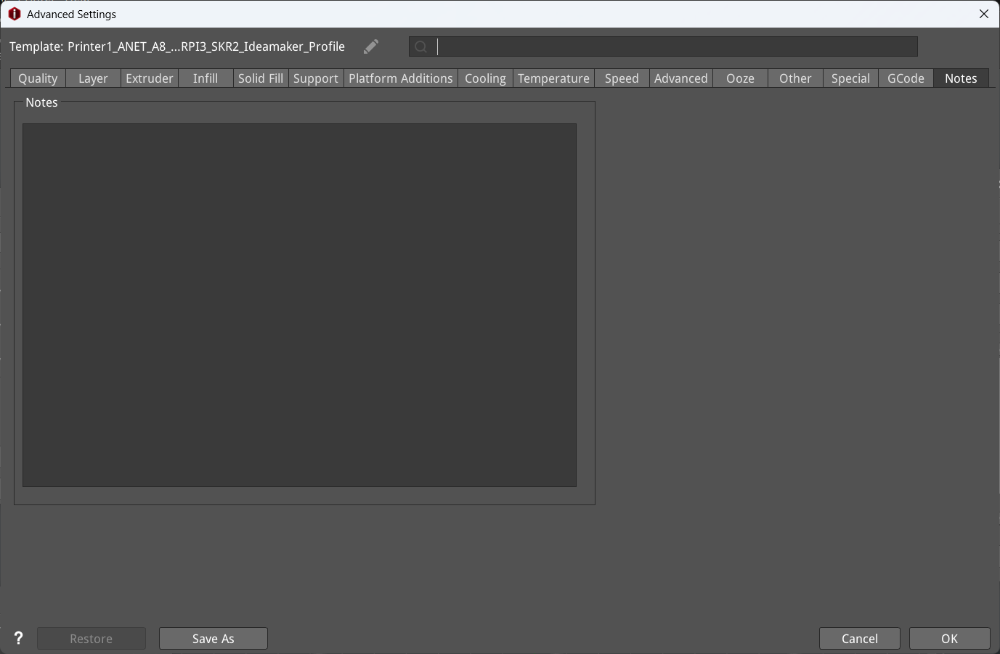 Advanced Settings
Template: Printer1_ANET_A8_...RPI3_SKR2_Ideamaker_Profile
Quality Layer Extruder Infill Solid Fill Support Platform Additions Cooling Temperature Speed Advanced Ooze Other Special GCode Notes
Notes
? Restore Save As Cancel OK